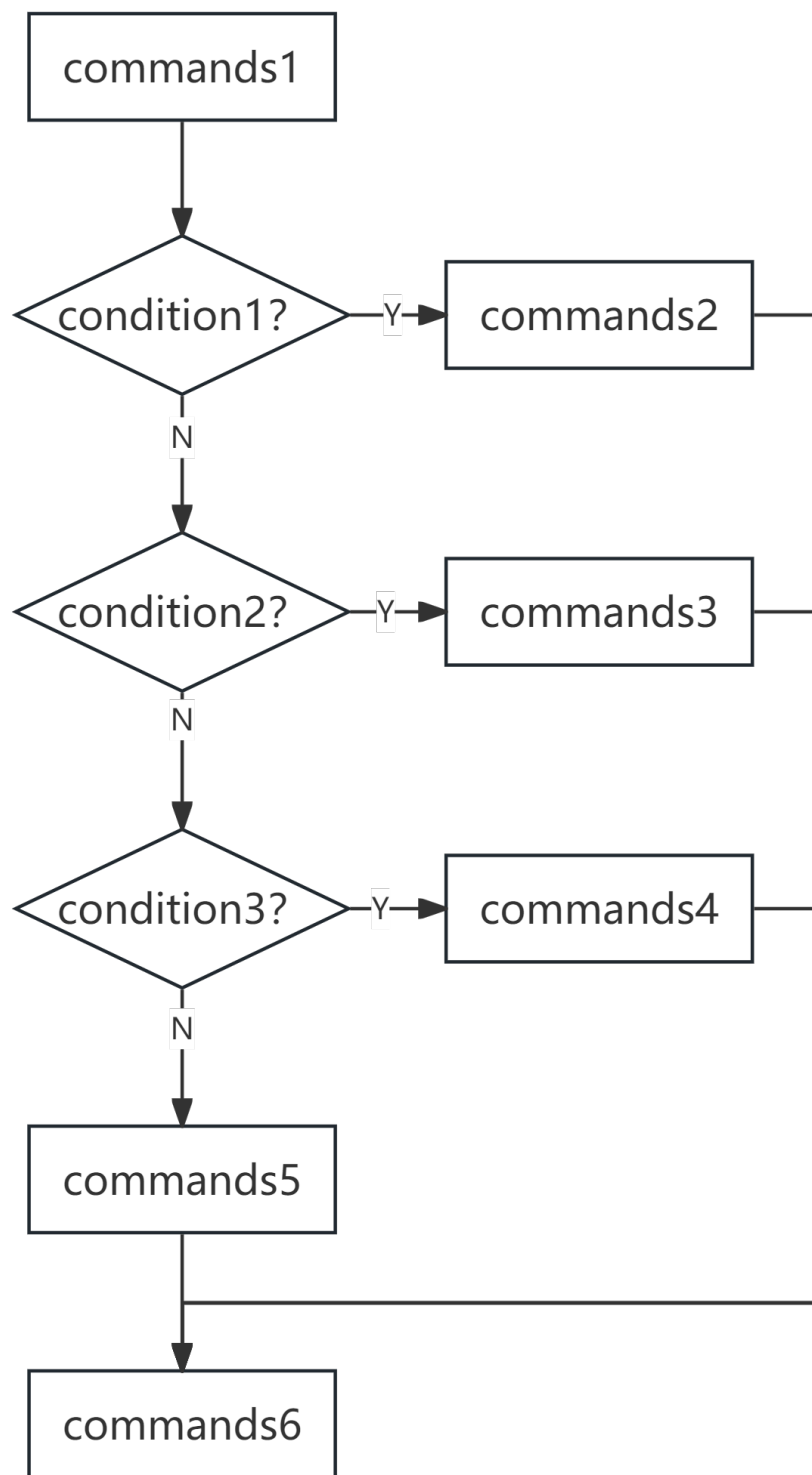 commands1
condition1?
Y
commands2
N
condition2?
Y
commands3
N
condition3?
Y
commands4
N
commands5
commands6